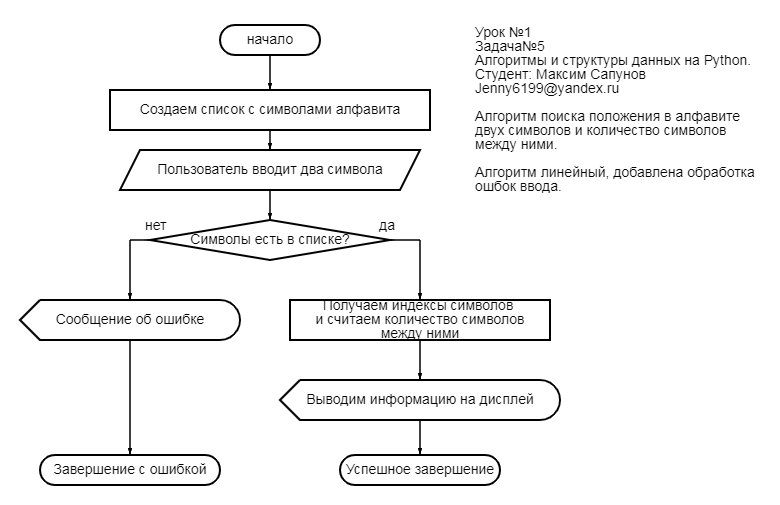 начало
Урок №1
Задача№5
Алгоритмы и структуры данных на Python.
Студент: Максим Сапунов
Jenny6199@yandex.ru
Алгоритм поиска положения в алфавите
двух символов и количество символов
между ними.
Алгоритм линейный, добавлена обработка
ошбок ввода.
Создаем список с символами алфавита
Пользователь вводит два символа
нет
да
Символы есть в списке?
Сообщение об ошибке
Получаем индексы символов
и считаем количество символов
между ними
Выводим информацию на дисплей
Завершение с ошибкой
Успешное завершение